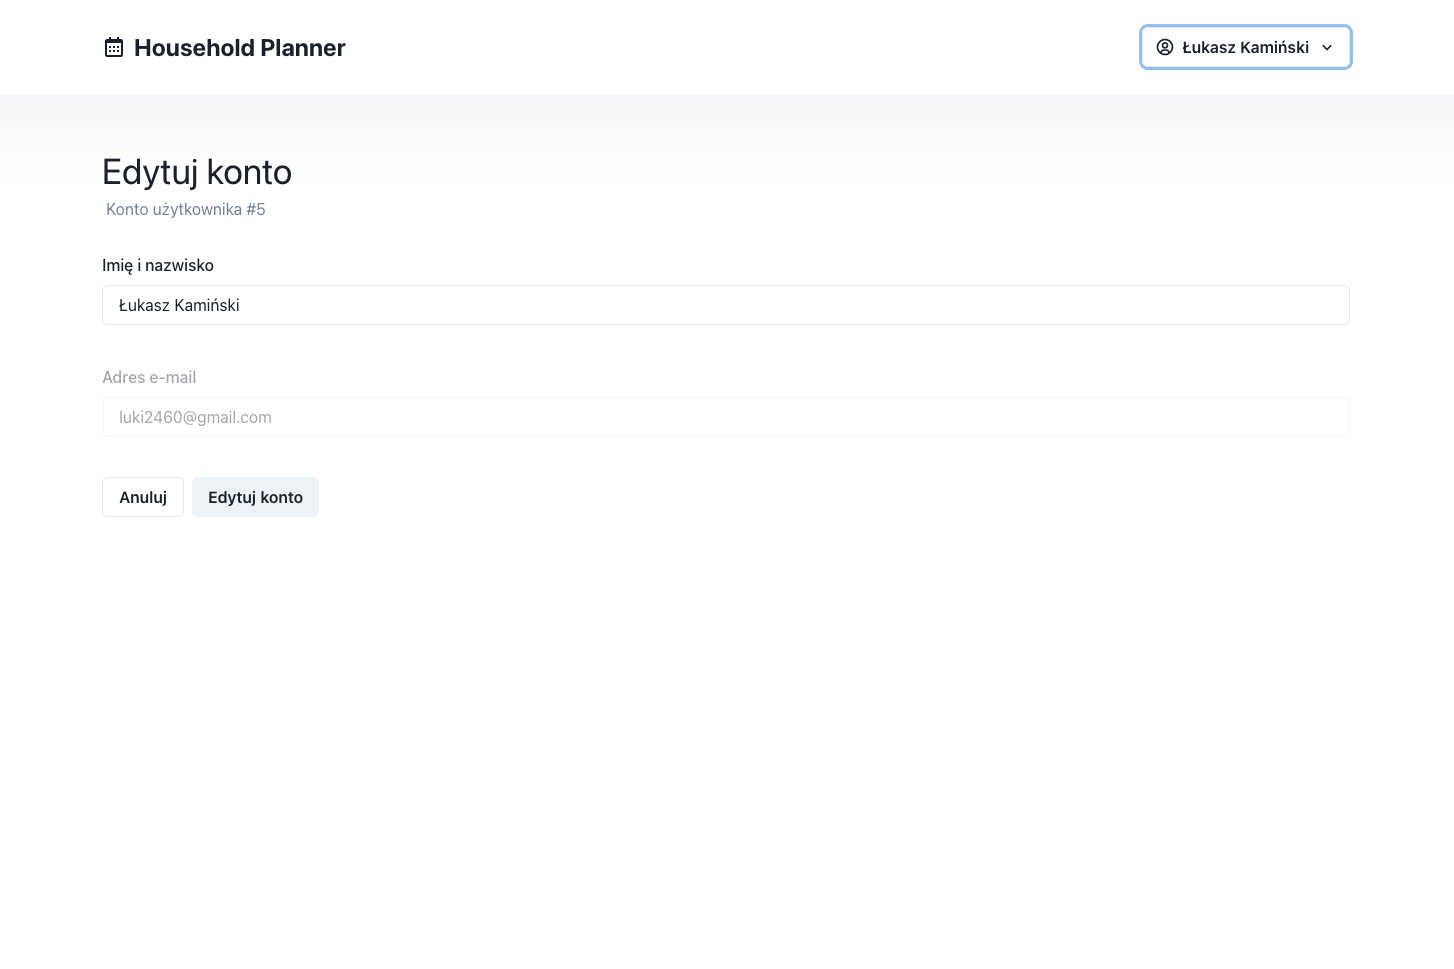 Household Planner
Łukasz Kamiński
Edytuj konto
Konto użytkownika #5
Imię i nazwisko
Łukasz Kamiński
Adres e-mail
luki2460@gmail.com
Anuluj
Edytuj konto